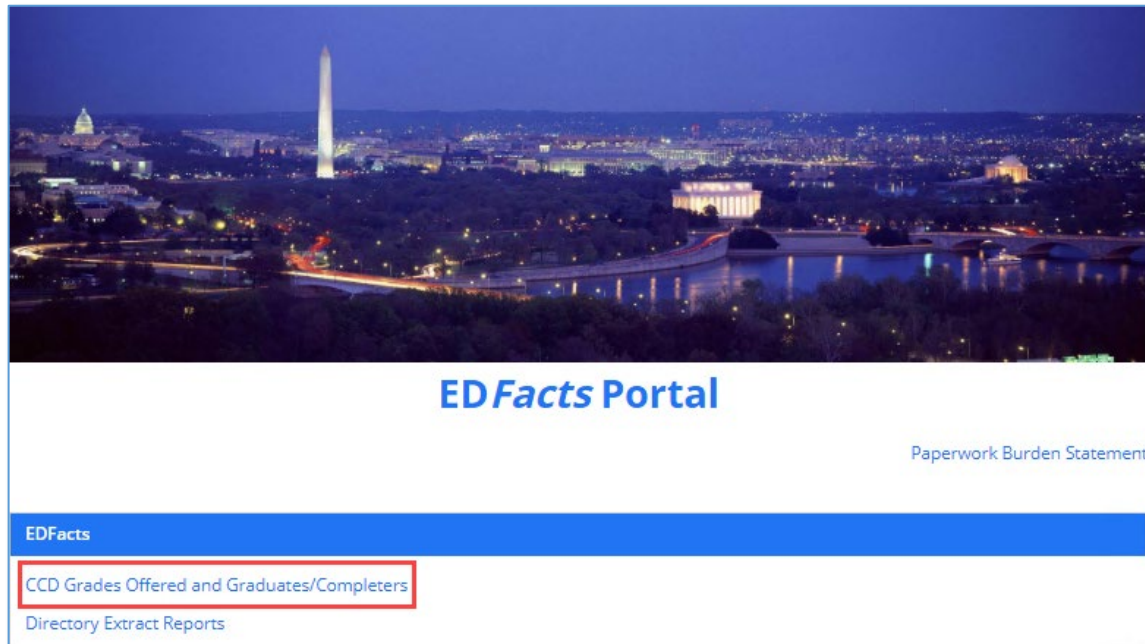 EDFacts Portal
Paperwork Burden Statement
EDFacts
CCD Grades Offered and Graduates/Completers
Directory Extract Reports